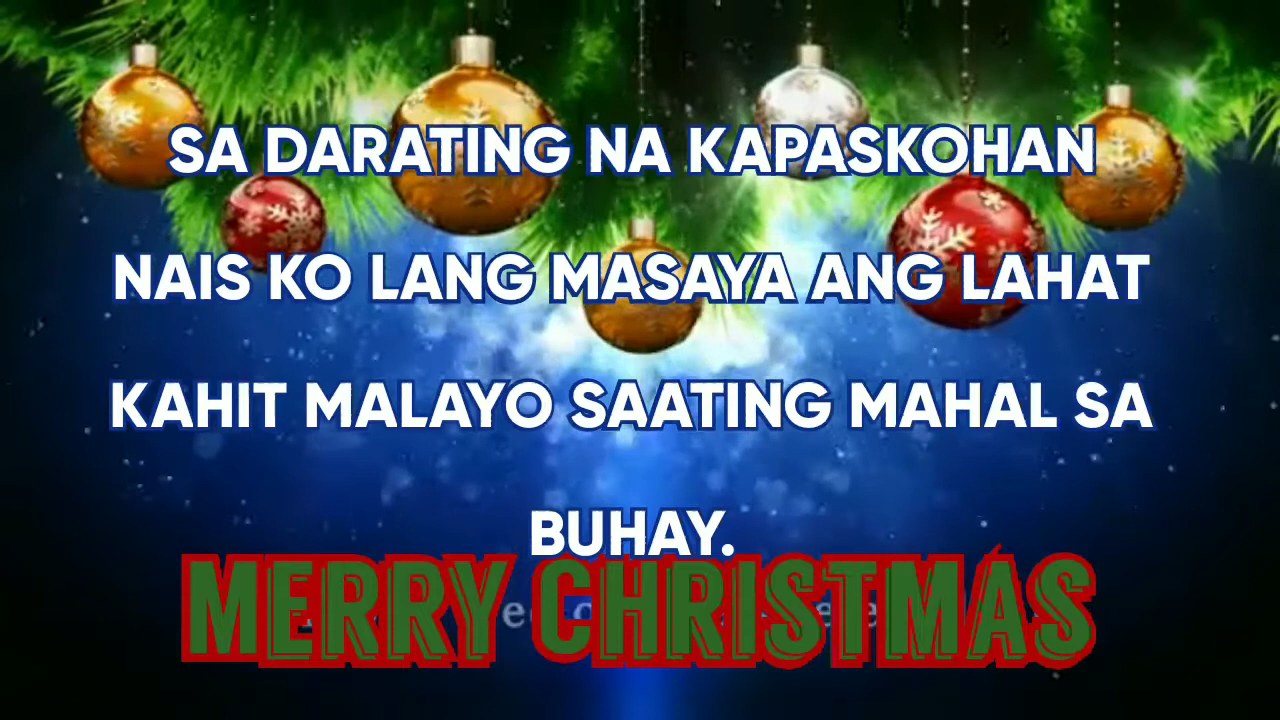 SA DARATING NA KAPASKOHAN
NAIS KO LANG MASAYA ANG LAHAT
KAHIT MALAYO SAATING MAHAL SA
BUHAY.
MERRY CHRISTMAS